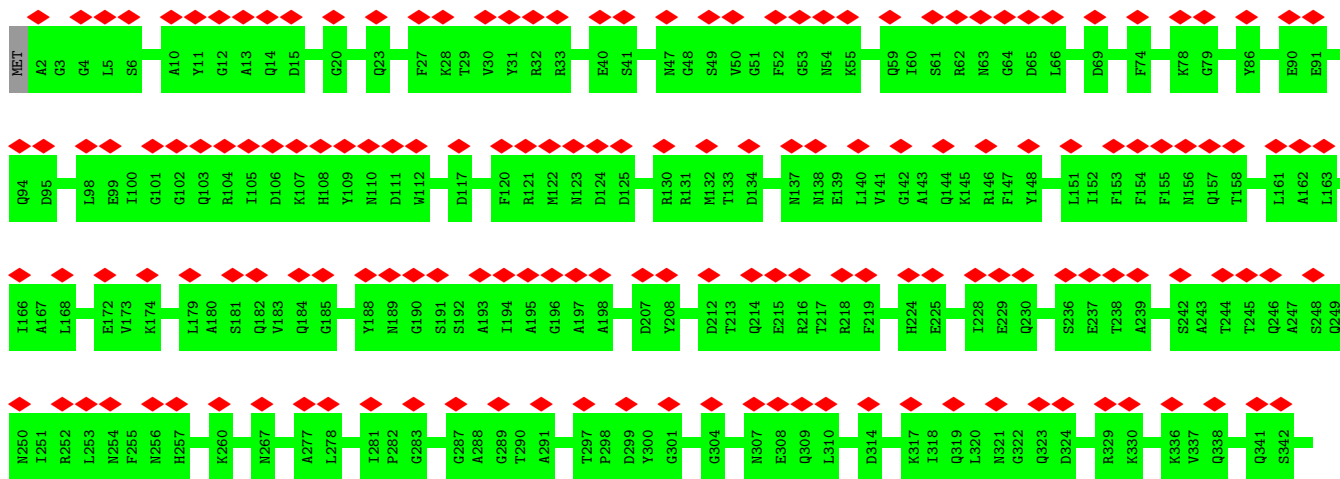 MET A2 G3 G4 L5 S6 A10 Y11 G12 A13 Q14 D15 G20 Q23 F27 K28 T29 V30 Y31 R32 R33 E40 S41 N47 G48 S49 V50 G51 F52 G53 N54 K55 Q59 I60 S61 R62 N63 G64 D65 L66 D69 F74 K78 G79 Y86 E90 E91
Q94 D95 L98 E99 I100 G101 G102 Q103 R104 I105 D106 K107 H108 Y109 N110 D111 W112 D117 F120 R121 M122 N123 D124 D125 R130 R131 M132 T133 D134 N137 N138 E139 L140 V141 G142 A143 Q144 K145 R146 F147 Y148 L151 I152 F153 F154 F155 N156 Q157 T158 L161 A162 L163
I166 A167 L168 E172 V173 K174 L179 A180 S181 Q182 V183 Q184 G185 Y188 N189 G190 S191 S192 A193 I194 A195 G196 A197 A198 D207 Y208 D212 T213 Q214 E215 R216 T217 R218 F219 H224 E225 I228 E229 Q230 S236 E237 T238 A239 S242 A243 T244 T245 Q246 A247 S248 Q249
N250 I251 R252 L253 N254 F255 N256 H257 K260 N267 A277 L278 I281 P282 G283 G287 A288 G289 T290 A291 T297 P298 D299 Y300 G301 G304 N307 E308 Q309 L310 D314 K317 I318 Q319 L320 N321 G322 Q323 D324 R329 K330 K336 V337 Q338 Q341 S342